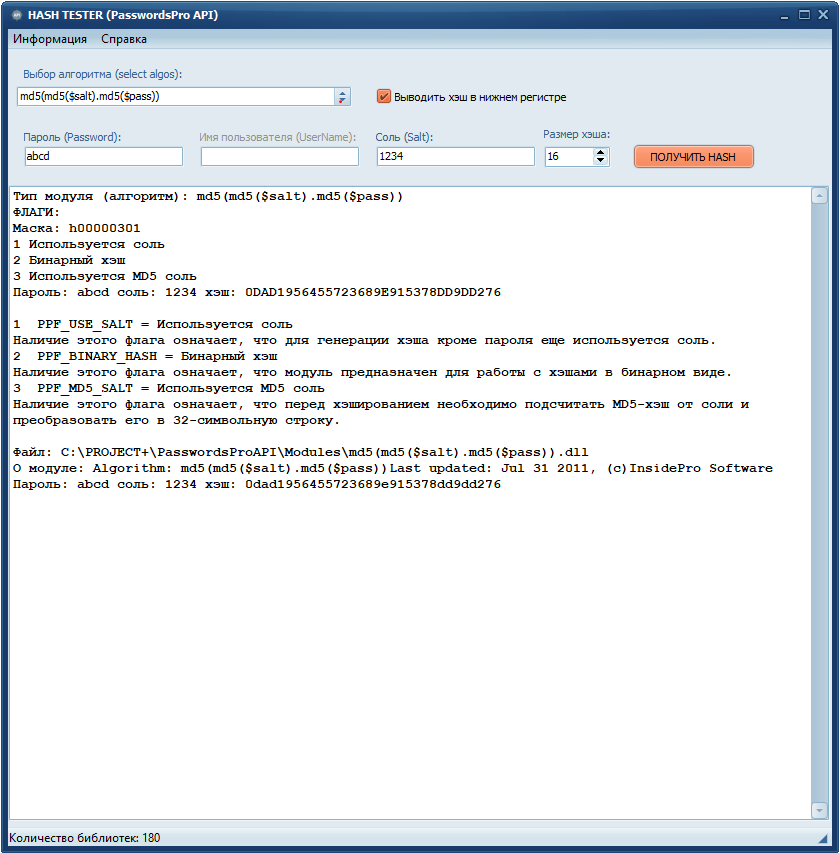 HASH TESTER (PasswordsPro API)
Информация Справка
Выбор алгоритма (select algos):
md5(md5($salt).md5($pass))
Выводить хэш в нижнем регистре
Пароль (Password): Имя пользователя (UserName): Соль (Salt): Размер хэша:
abcd 1234 16 ПОЛУЧИТЬ HASH
Тип модуля (алгоритм): md5(md5($salt).md5($pass))
ФЛАГИ:
Маска: h00000301
1 Используется соль
2 Бинарный хэш
3 Используется MD5 соль
Пароль: abcd соль: 1234 хэш: 0DAD1956455723689E915378DD9DD276
1  PPF_USE_SALT = Используется соль
Наличие этого флага означает, что для генерации хэша кроме пароля еще используется соль.
2  PPF_BINARY_HASH = Бинарный хэш
Наличие этого флага означает, что модуль предназначен для работы с хэшами в бинарном виде.
3  PPF_MD5_SALT = Используется MD5 соль
Наличие этого флага означает, что перед хэшированием необходимо подсчитать MD5-хэш от соли и
преобразовать его в 32-символьную строку.
Файл: C:\PROJECT+\PasswordsProAPI\Modules\md5(md5($salt).md5($pass)).dll
О модуле: Algorithm: md5(md5($salt).md5($pass))Last updated: Jul 31 2011, (c)InsidePro Software
Пароль: abcd соль: 1234 хэш: 0dad1956455723689e915378dd9dd276
Количество библиотек: 180